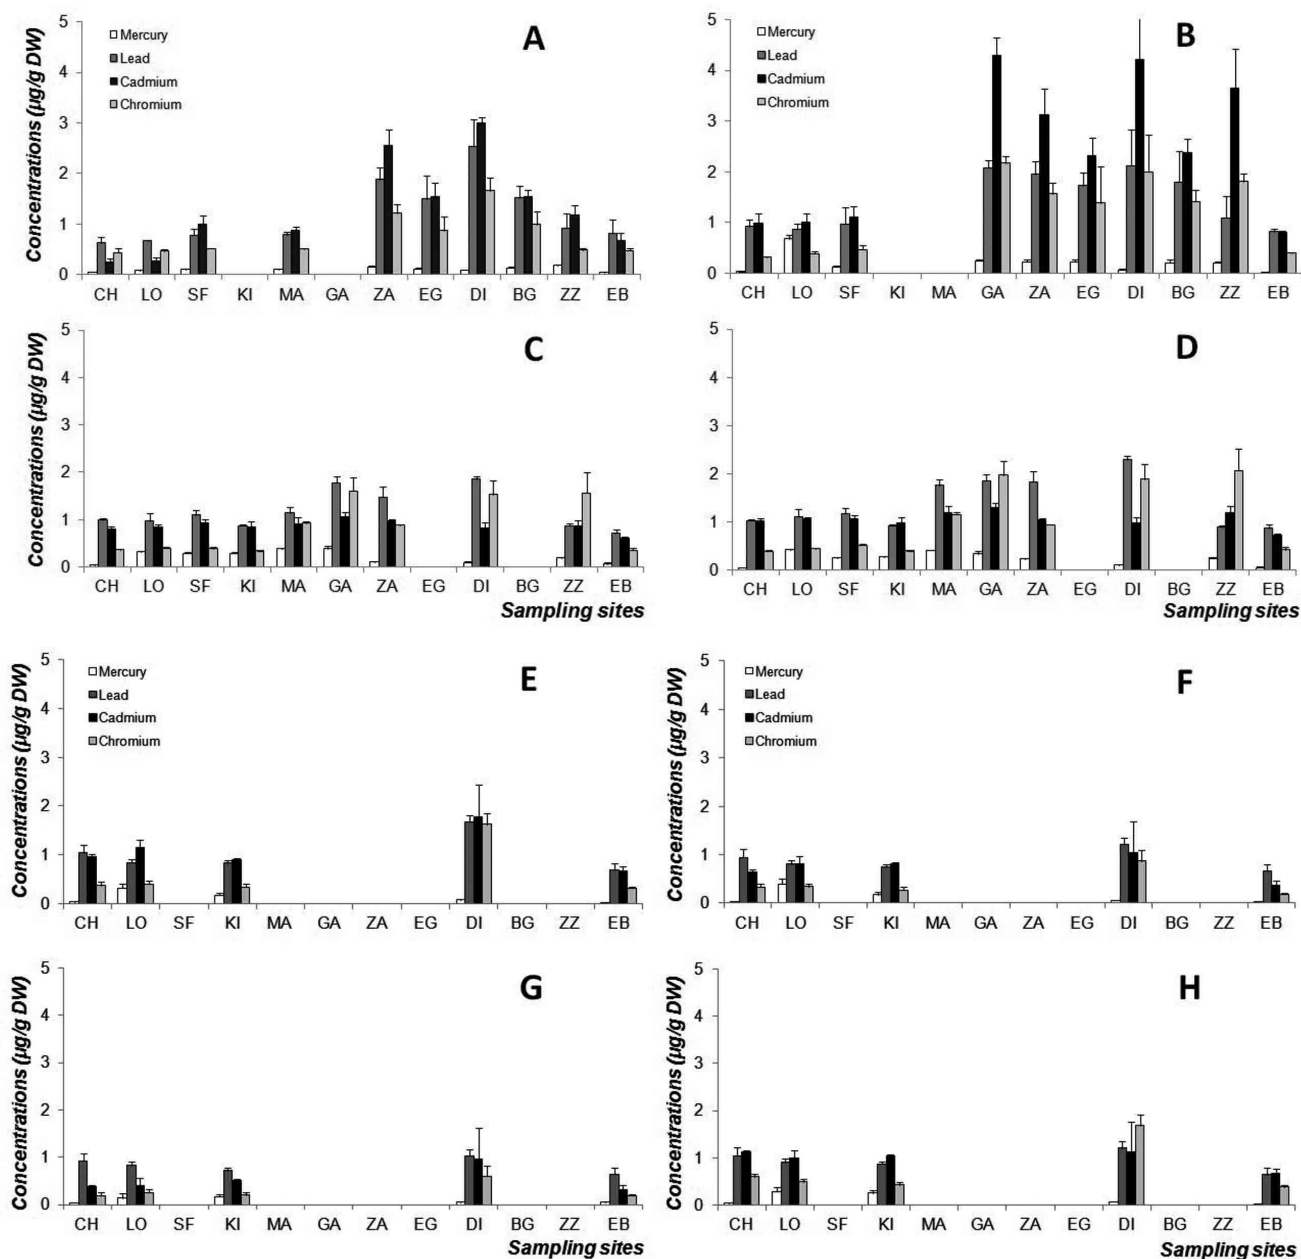 A
Concentrations (µg/g DW)
5
4
3
2
1
0
Mercury
Lead
Cadmium
Chromium
CH LO SF KI MA GA ZA EG DI BG ZZ EB
B
5
4
3
2
1
0
Mercury
Lead
Cadmium
Chromium
CH LO SF KI MA GA ZA EG DI BG ZZ EB
C
Concentrations (µg/g DW)
5
4
3
2
1
0
CH LO SF KI MA GA ZA EG DI BG ZZ EB
Sampling sites
D
5
4
3
2
1
0
CH LO SF KI MA GA ZA EG DI BG ZZ EB
Sampling sites
E
Concentrations (µg/g DW)
5
4
3
2
1
0
Mercury
Lead
Cadmium
Chromium
CH LO SF KI MA GA ZA EG DI BG ZZ EB
F
Concentrations (µg/g DW)
5
4
3
2
1
0
Mercury
Lead
Cadmium
Chromium
CH LO SF KI MA GA ZA EG DI BG ZZ EB
G
Concentrations (µg/g DW)
5
4
3
2
1
0
CH LO SF KI MA GA ZA EG DI BG ZZ EB
Sampling sites
H
Concentrations (µg/g DW)
5
4
3
2
1
0
CH LO SF KI MA GA ZA EG DI BG ZZ EB
Sampling sites